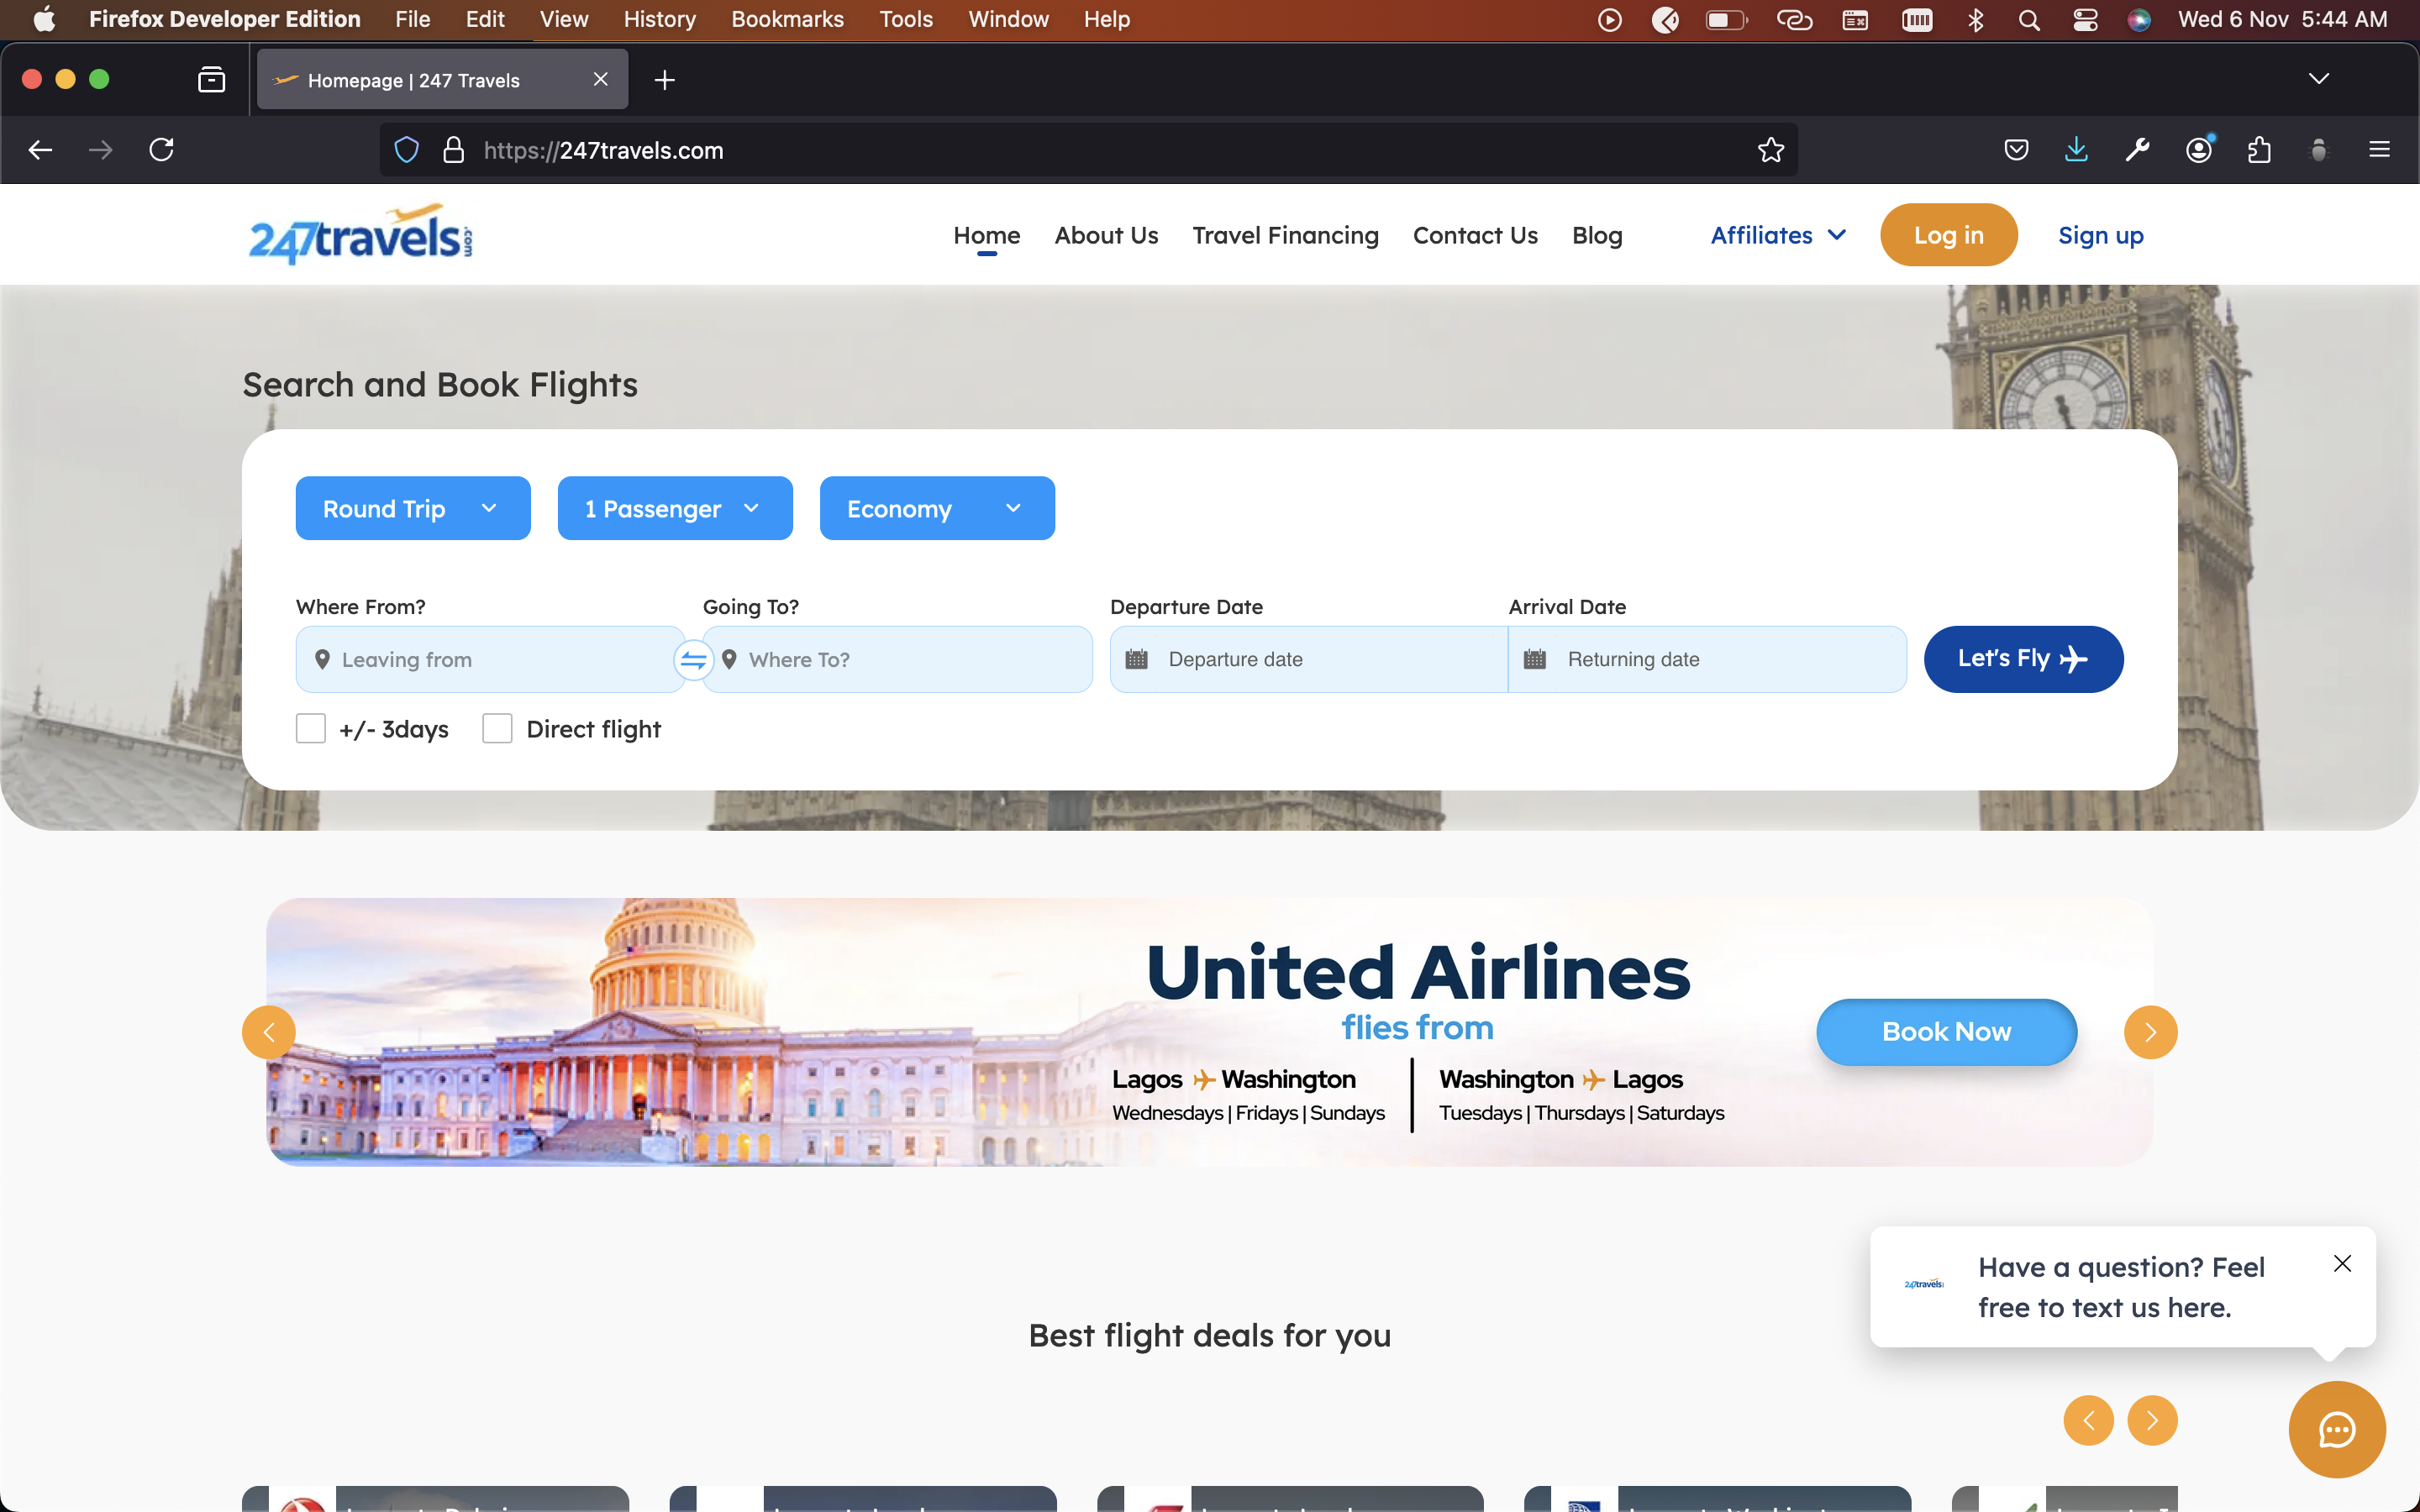 Firefox Developer Edition File Edit View History Bookmarks Tools Window Help Wed 6 Nov 5:44 AM
Homepage | 247 Travels
https://247travels.com
247travels.com Home About Us Travel Financing Contact Us Blog Affiliates Log in Sign up
Search and Book Flights
Round Trip 1 Passenger Economy
Where From? Going To? Departure Date Arrival Date
Leaving from Where To? Departure date Returning date Let's Fly
+/- 3days Direct flight
United Airlines
flies from
Book Now
Lagos Washington Washington Lagos
Wednesdays | Fridays | Sundays Tuesdays | Thursdays | Saturdays
Have a question? Feel
free to text us here.
247travels
Best flight deals for you